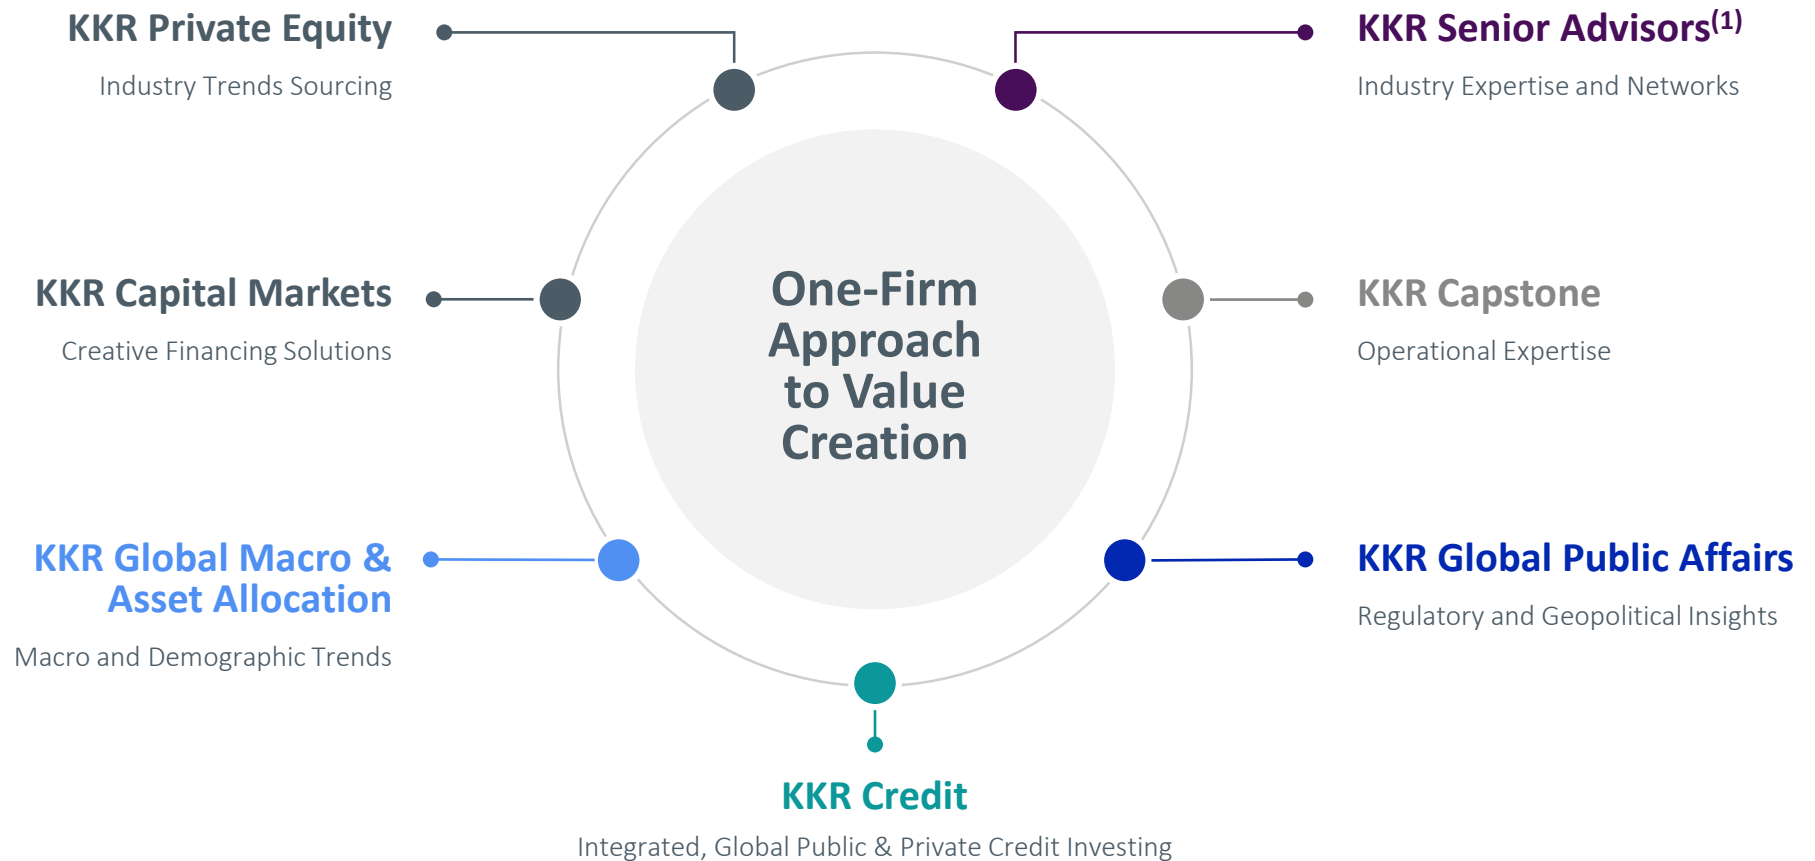 KKR Private Equity
Industry Trends Sourcing
KKR Senior Advisors(1)
Industry Expertise and Networks
KKR Capital Markets
Creative Financing Solutions
One-Firm
Approach
to Value
Creation
KKR Capstone
Operational Expertise
KKR Global Macro &
Asset Allocation
Macro and Demographic Trends
KKR Global Public Affairs
Regulatory and Geopolitical Insights
KKR Credit
Integrated, Global Public & Private Credit Investing